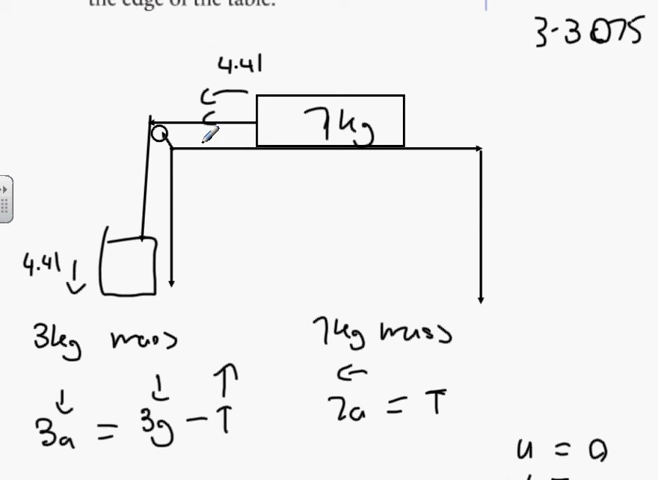 the edge of the table.
3-3075
4.41
7kg
4.41
3kg mass
7kg mass
3a = 3g - T
7a = T
u = 0